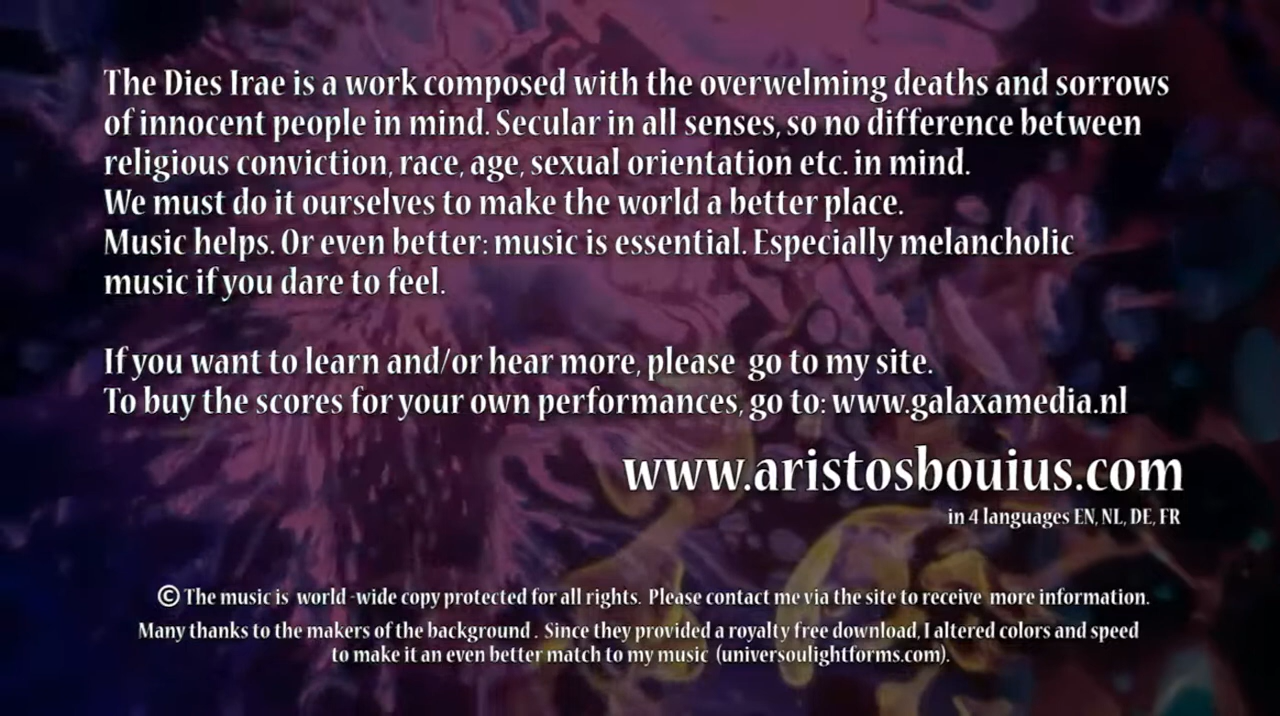 The Dies Irae is a work composed with the overwelming deaths and sorrows
of innocent people in mind. Secular in all senses, so no difference between
religious conviction, race, age, sexual orientation etc. in mind.
We must do it ourselves to make the world a better place.
Music helps. Or even better: music is essential. Especially melancholic
music if you dare to feel.
If you want to learn and/or hear more, please go to my site.
To buy the scores for your own performances, go to: www.galaxamedia.nl
www.aristosbouius.com
in 4 languages EN, NL, DE, FR
© The music is world -wide copy protected for all rights. Please contact me via the site to receive more information.
Many thanks to the makers of the background . Since they provided a royalty free download, I altered colors and speed
to make it an even better match to my music (universoulightforms.com).